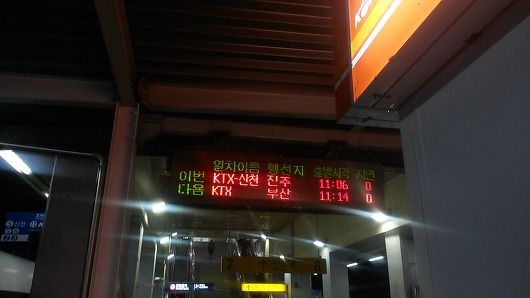 열차이름 행선지 출발시각 지연
이번 KTX-산천 진주 11:06 0
다음 KTX 부산 11:14 0